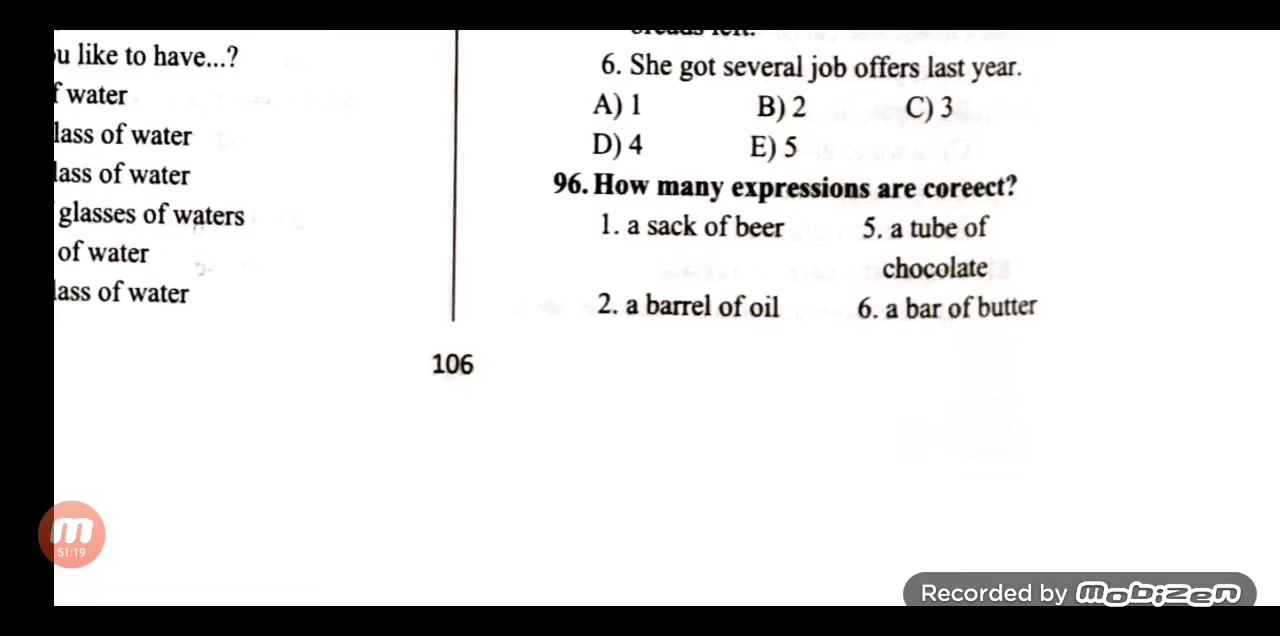 u like to have...?
f water
lass of water
lass of water
glasses of waters
of water
lass of water
106
6. She got several job offers last year.
A) 1 B) 2 C) 3
D) 4 E) 5
96. How many expressions are coreect?
1. a sack of beer 5. a tube of
chocolate
2. a barrel of oil 6. a bar of butter
51:19
Recorded by mobizen